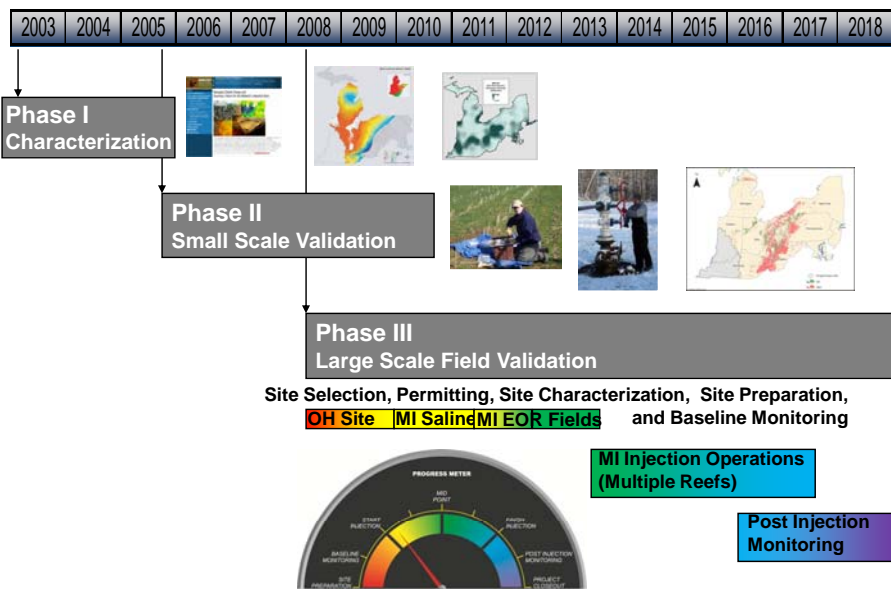 2003 2004 2005 2006 2007 2008 2009 2010 2011 2012 2013 2014 2015 2016 2017 2018
Phase I
Characterization
Phase II
Small Scale Validation
Phase III
Large Scale Field Validation
Site Selection, Permitting, Site Characterization, Site Preparation,
and Baseline Monitoring
OH Site MI Saline MI EOR Fields
MI Injection Operations
(Multiple Reefs)
Post Injection
Monitoring
PROGRESS METER
MID
POINT
START
INJECTION
FINISH
INJECTION
BASELINE
MONITORING
POST INJECTION
MONITORING
SITE
PREPARATION
PROJECT
CLOSEOUT